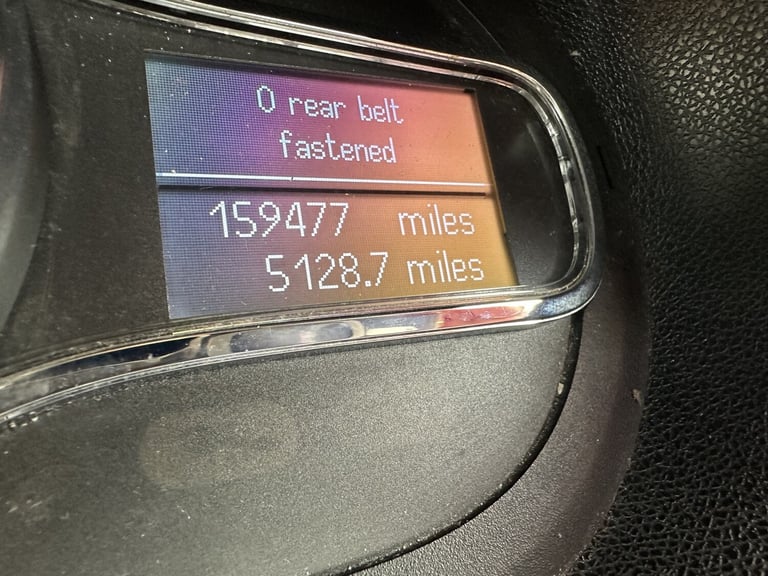 0 rear belt
fastened
159477 miles
5128.7 miles